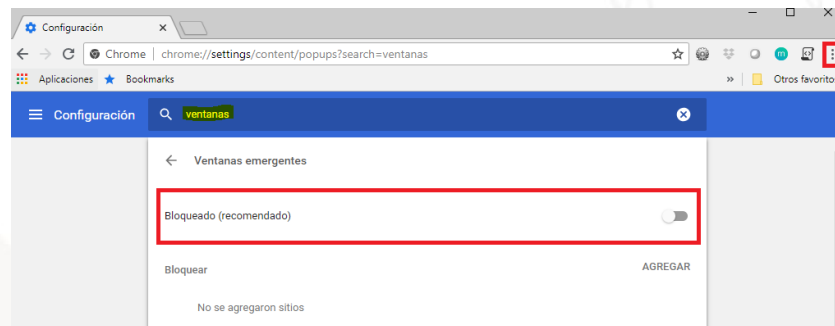 Configuración
Chrome | chrome://settings/content/popups?search=ventanas
Aplicaciones Bookmarks » Otros favorito
Configuración ventanas
Ventanas emergentes
Bloqueado (recomendado)
Bloquear AGREGAR
No se agregaron sitios